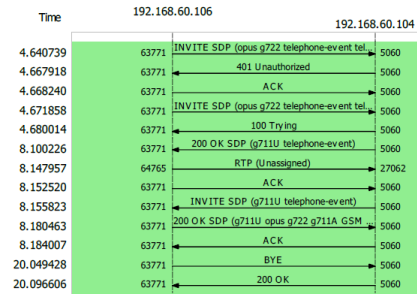 Time 192.168.60.106 192.168.60.104
4.640739 63771 INVITE SDP (opus g722 telephone-event tel... 5060
4.667918 63771 401 Unauthorized 5060
4.668240 63771 ACK 5060
4.671858 63771 INVITE SDP (opus g722 telephone-event tel... 5060
4.680014 63771 100 Trying 5060
8.100226 63771 200 OK SDP (g711U telephone-event) 5060
8.147957 64765 RTP (Unassigned) 27062
8.152520 63771 ACK 5060
8.155823 63771 INVITE SDP (g711U telephone-event) 5060
8.180463 63771 200 OK SDP (g711U opus g722 g711A GSM ... 5060
8.184007 63771 ACK 5060
20.049428 63771 BYE 5060
20.096606 63771 200 OK 5060